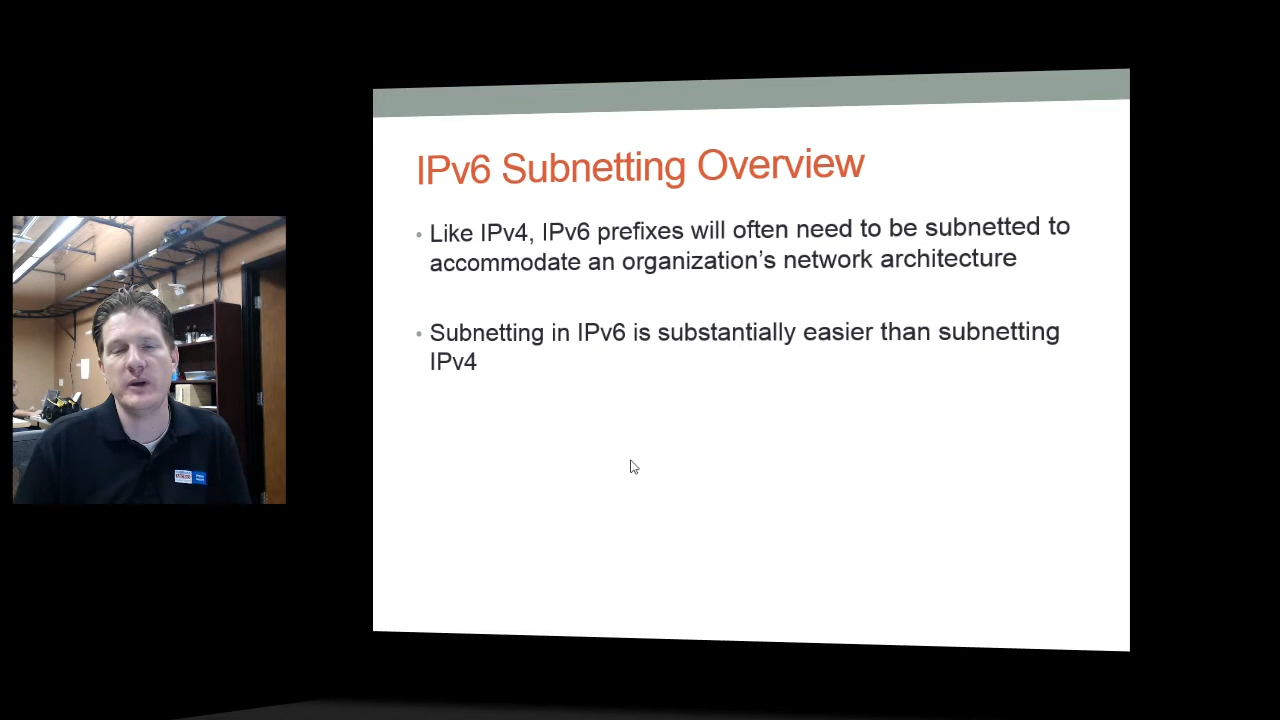 IPv6 Subnetting Overview
• Like IPv4, IPv6 prefixes will often need to be subnetted to
accommodate an organization's network architecture
• Subnetting in IPv6 is substantially easier than subnetting
IPv4